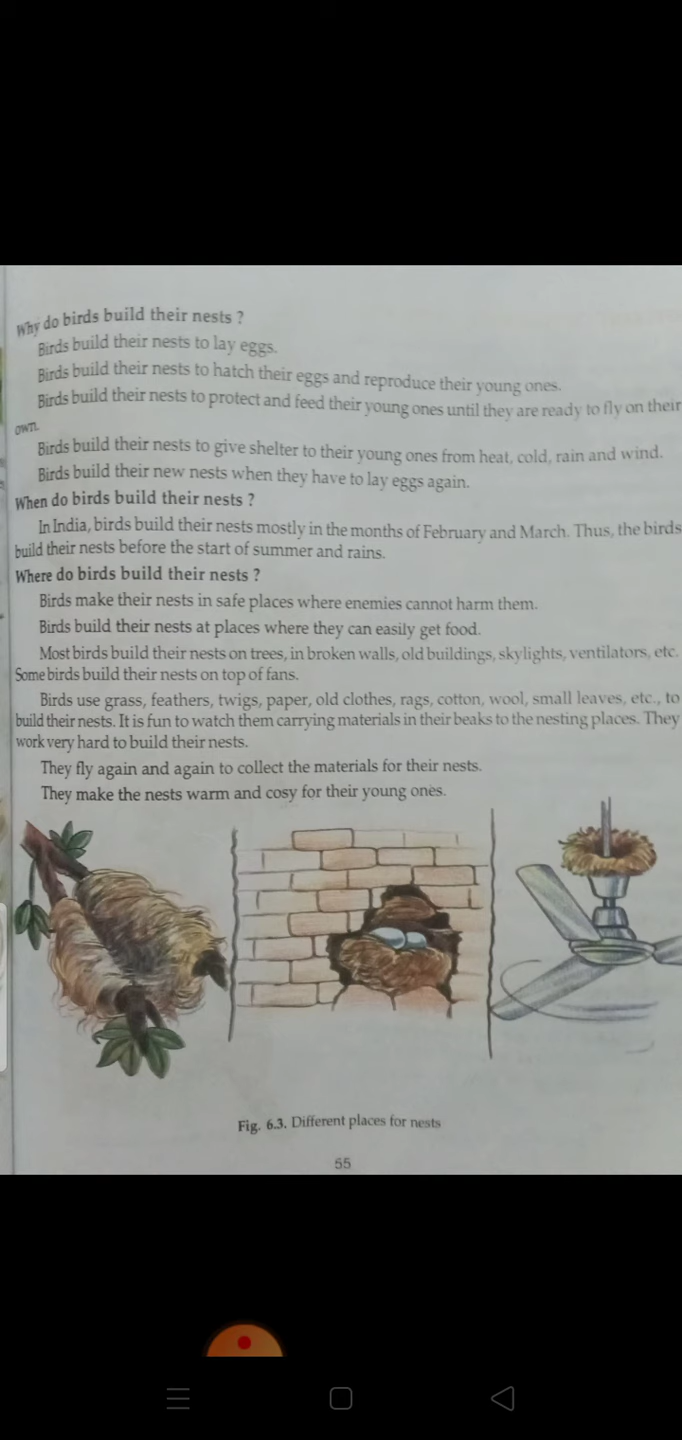 Why do birds build their nests ?
Birds build their nests to lay eggs.
Birds build their nests to hatch their eggs and reproduce their young ones.
Birds build their nests to protect and feed their young ones until they are ready to fly on their
own.
Birds build their nests to give shelter to their young ones from heat, cold, rain and wind.
Birds build their new nests when they have to lay eggs again.
When do birds build their nests ?
In India, birds build their nests mostly in the months of February and March. Thus, the birds
build their nests before the start of summer and rains.
Where do birds build their nests ?
Birds make their nests in safe places where enemies cannot harm them.
Birds build their nests at places where they can easily get food.
Most birds build their nests on trees, in broken walls, old buildings, skylights, ventilators, etc.
Some birds build their nests on top of fans.
Birds use grass, feathers, twigs, paper, old clothes, rags, cotton, wool, small leaves, etc., to
build their nests. It is fun to watch them carrying materials in their beaks to the nesting places. They
work very hard to build their nests.
They fly again and again to collect the materials for their nests.
They make the nests warm and cosy for their young ones.
Fig. 6.3. Different places for nests
55